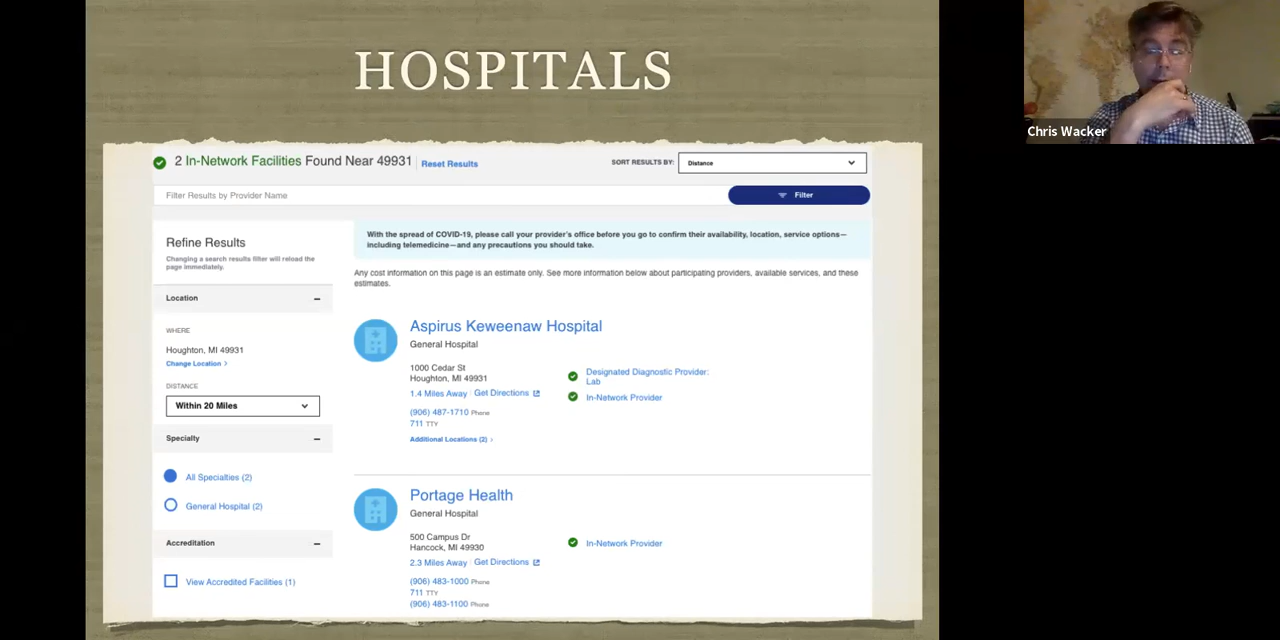 HOSPITALS
Chris Wacker
2 In-Network Facilities Found Near 49931 Reset Results
SORT RESULTS BY: Distance
Filter Results by Provider Name
Filter
Refine Results
Changing a search results filter will reload the
page immediately.
Location
WHERE
Houghton, MI 49931
Change Location
DISTANCE
Within 20 Miles
Specialty
All Specialties (2)
General Hospital (2)
Accreditation
View Accredited Facilities (1)
With the spread of COVID-19, please call your provider's office before you go to confirm their availability, location, service options—
including telemedicine—and any precautions you should take.
Any cost information on this page is an estimate only. See more information below about participating providers, available services, and these
estimates.
Aspirus Keweenaw Hospital
General Hospital
1000 Cedar St
Houghton, MI 49931
1.4 Miles Away Get Directions
(906) 487-1710 Phone
711 TTY
Additional Locations (2)
Designated Diagnostic Provider:
Lab
In-Network Provider
Portage Health
General Hospital
500 Campus Dr
Hancock, MI 49930
2.3 Miles Away Get Directions
(906) 483-1000 Phone
711 TTY
(906) 483-1100 Phone
In-Network Provider